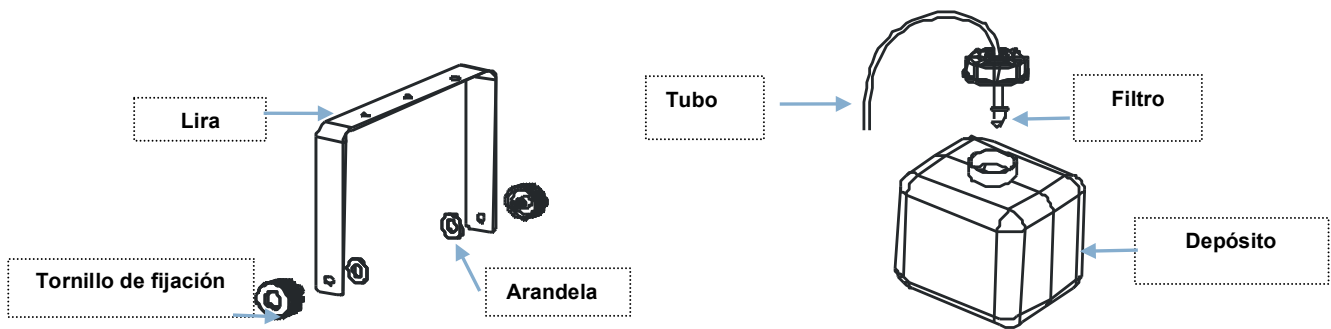 Lira
Tornillo de fijación
Arandela
Tubo
Filtro
Depósito